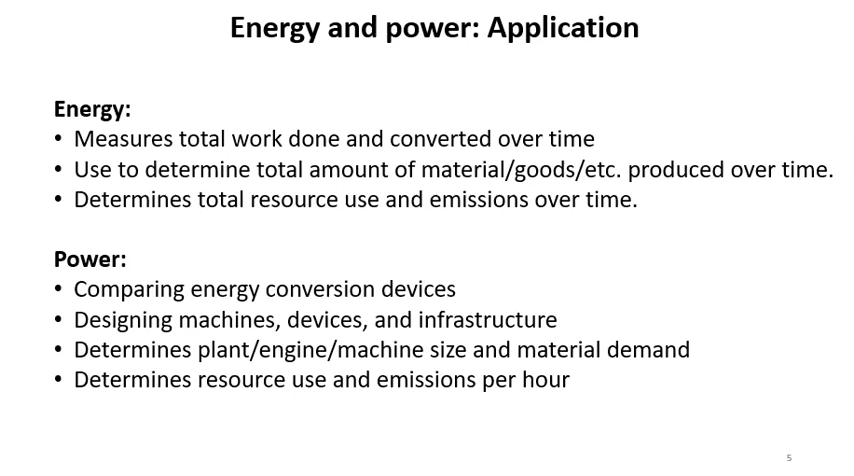 Energy and power: Application
Energy:
• Measures total work done and converted over time
• Use to determine total amount of material/goods/etc. produced over time.
• Determines total resource use and emissions over time.
Power:
• Comparing energy conversion devices
• Designing machines, devices, and infrastructure
• Determines plant/engine/machine size and material demand
• Determines resource use and emissions per hour
5